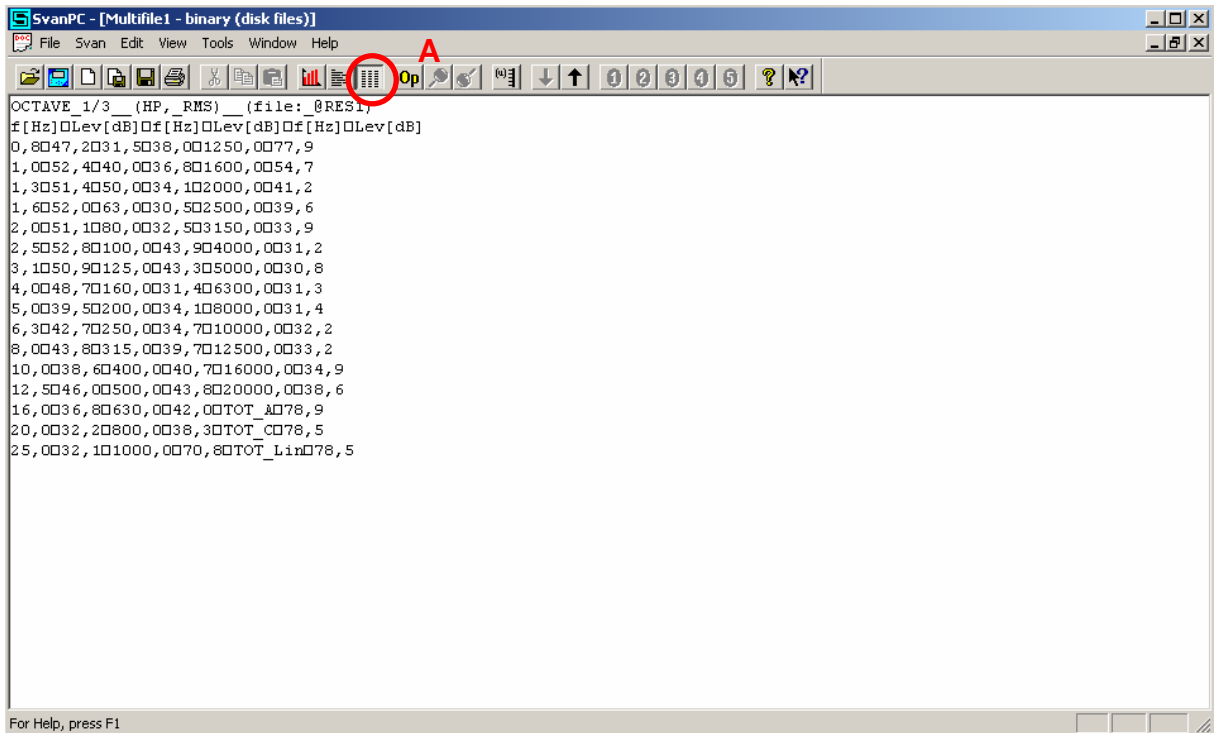 SvanPC - [Multifile1 - binary (disk files)]
File Svan Edit View Tools Window Help
A
Op
OCTAVE_1/3__(HP,_RMS)__(file:_@RES1)
f[Hz]□Lev[dB]□f[Hz]□Lev[dB]□f[Hz]□Lev[dB]
0,8□47,2□31,5□38,0□1250,0□77,9
1,0□52,4□40,0□36,8□1600,0□54,7
1,3□51,4□50,0□34,1□2000,0□41,2
1,6□52,0□63,0□30,5□2500,0□39,6
2,0□51,1□80,0□32,5□3150,0□33,9
2,5□52,8□100,0□43,9□4000,0□31,2
3,1□50,9□125,0□43,3□5000,0□30,8
4,0□48,7□160,0□31,4□6300,0□31,3
5,0□39,5□200,0□34,1□8000,0□31,4
6,3□42,7□250,0□34,7□10000,0□32,2
8,0□43,8□315,0□39,7□12500,0□33,2
10,0□38,6□400,0□40,7□16000,0□34,9
12,5□46,0□500,0□43,8□20000,0□38,6
16,0□36,8□630,0□42,0□TOT_A□78,9
20,0□32,2□800,0□38,3□TOT_C□78,5
25,0□32,1□1000,0□70,8□TOT_Lin□78,5
For Help, press F1